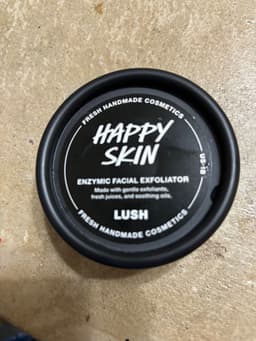 FRESH HANDMADE COSMETICS
HAPPY
SKIN
ENZYMIC FACIAL EXFOLIATOR
Made with gentle exfoliants,
fresh juices, and soothing oils.
LUSH
FRESH HANDMADE COSMETICS